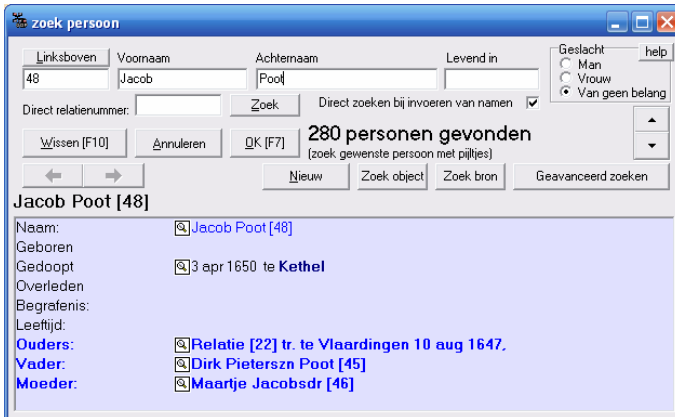 zoek persoon
Linksboven Voornaam Achternaam Levend in Geslacht help
48 Jacob Poot Man
Vrouw
Van geen belang
Direct relatienummer: Zoek Direct zoeken bij invoeren van namen
Wissen [F10] Annuleren OK [F7] 280 personen gevonden
(zoek gewenste persoon met pijltjes)
Nieuw Zoek object Zoek bron Geavanceerd zoeken
Jacob Poot [48]
Naam: Jacob Poot [48]
Geboren
Gedoopt 3 apr 1650 te Kethel
Overleden
Begrafenis:
Leeftijd:
Ouders: Relatie [22] tr. te Vlaardingen 10 aug 1647,
Vader: Dirk Pieterszn Poot [45]
Moeder: Maartje Jacobsdr [46]